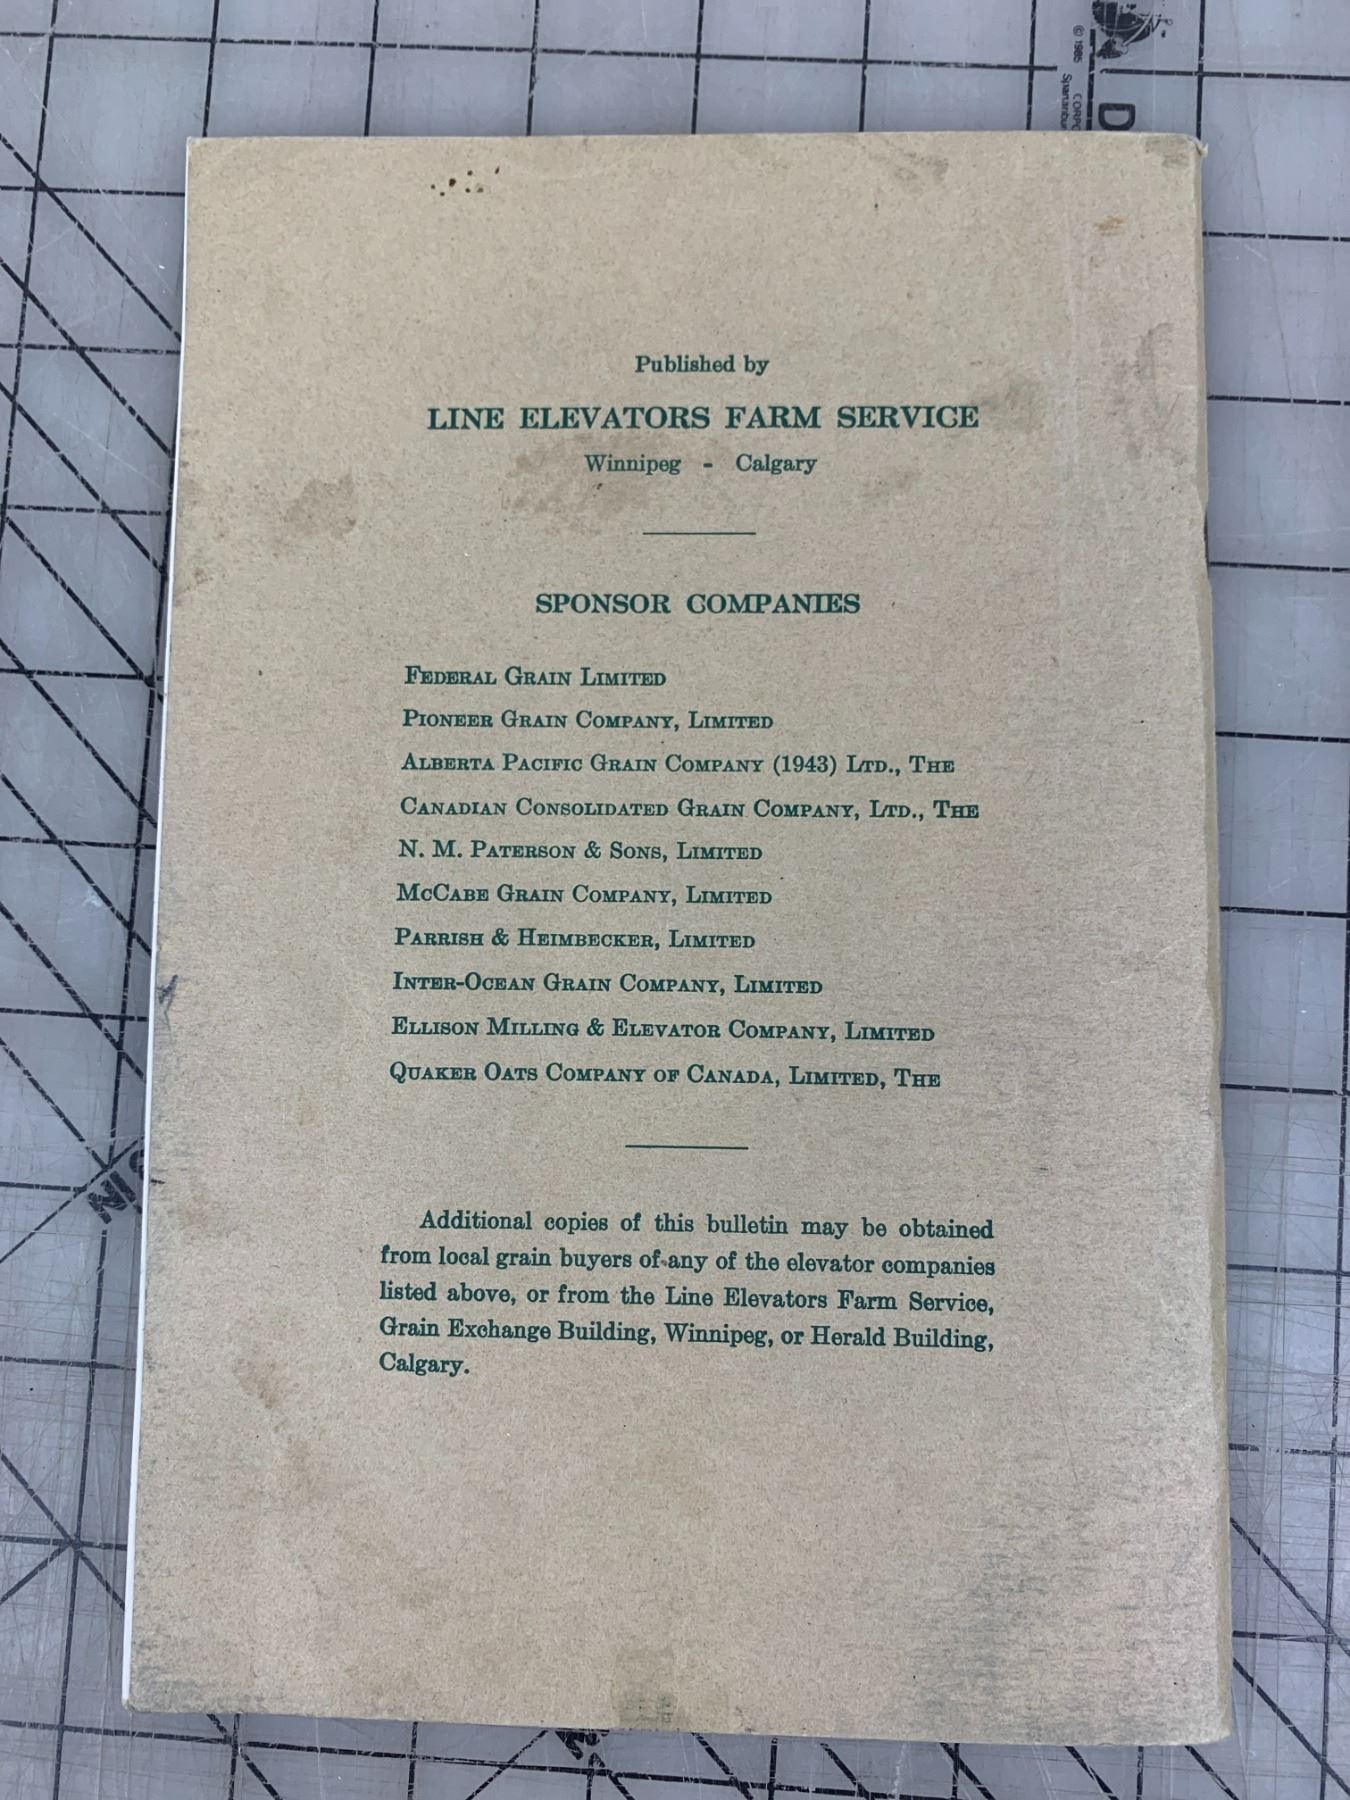 © 1985
CORPO
Spartanbur
D
Published by
LINE ELEVATORS FARM SERVICE
Winnipeg - Calgary
SPONSOR COMPANIES
FEDERAL GRAIN LIMITED
PIONEER GRAIN COMPANY, LIMITED
ALBERTA PACIFIC GRAIN COMPANY (1943) LTD., THE
CANADIAN CONSOLIDATED GRAIN COMPANY, LTD., THE
N. M. PATERSON & SONS, LIMITED
MCCABE GRAIN COMPANY, LIMITED
PARRISH & HEIMBECKER, LIMITED
INTER-OCEAN GRAIN COMPANY, LIMITED
ELLISON MILLING & ELEVATOR COMPANY, LIMITED
QUAKER OATS COMPANY OF CANADA, LIMITED, THE
Additional copies of this bulletin may be obtained
from local grain buyers of any of the elevator companies
listed above, or from the Line Elevators Farm Service,
Grain Exchange Building, Winnipeg, or Herald Building,
Calgary.